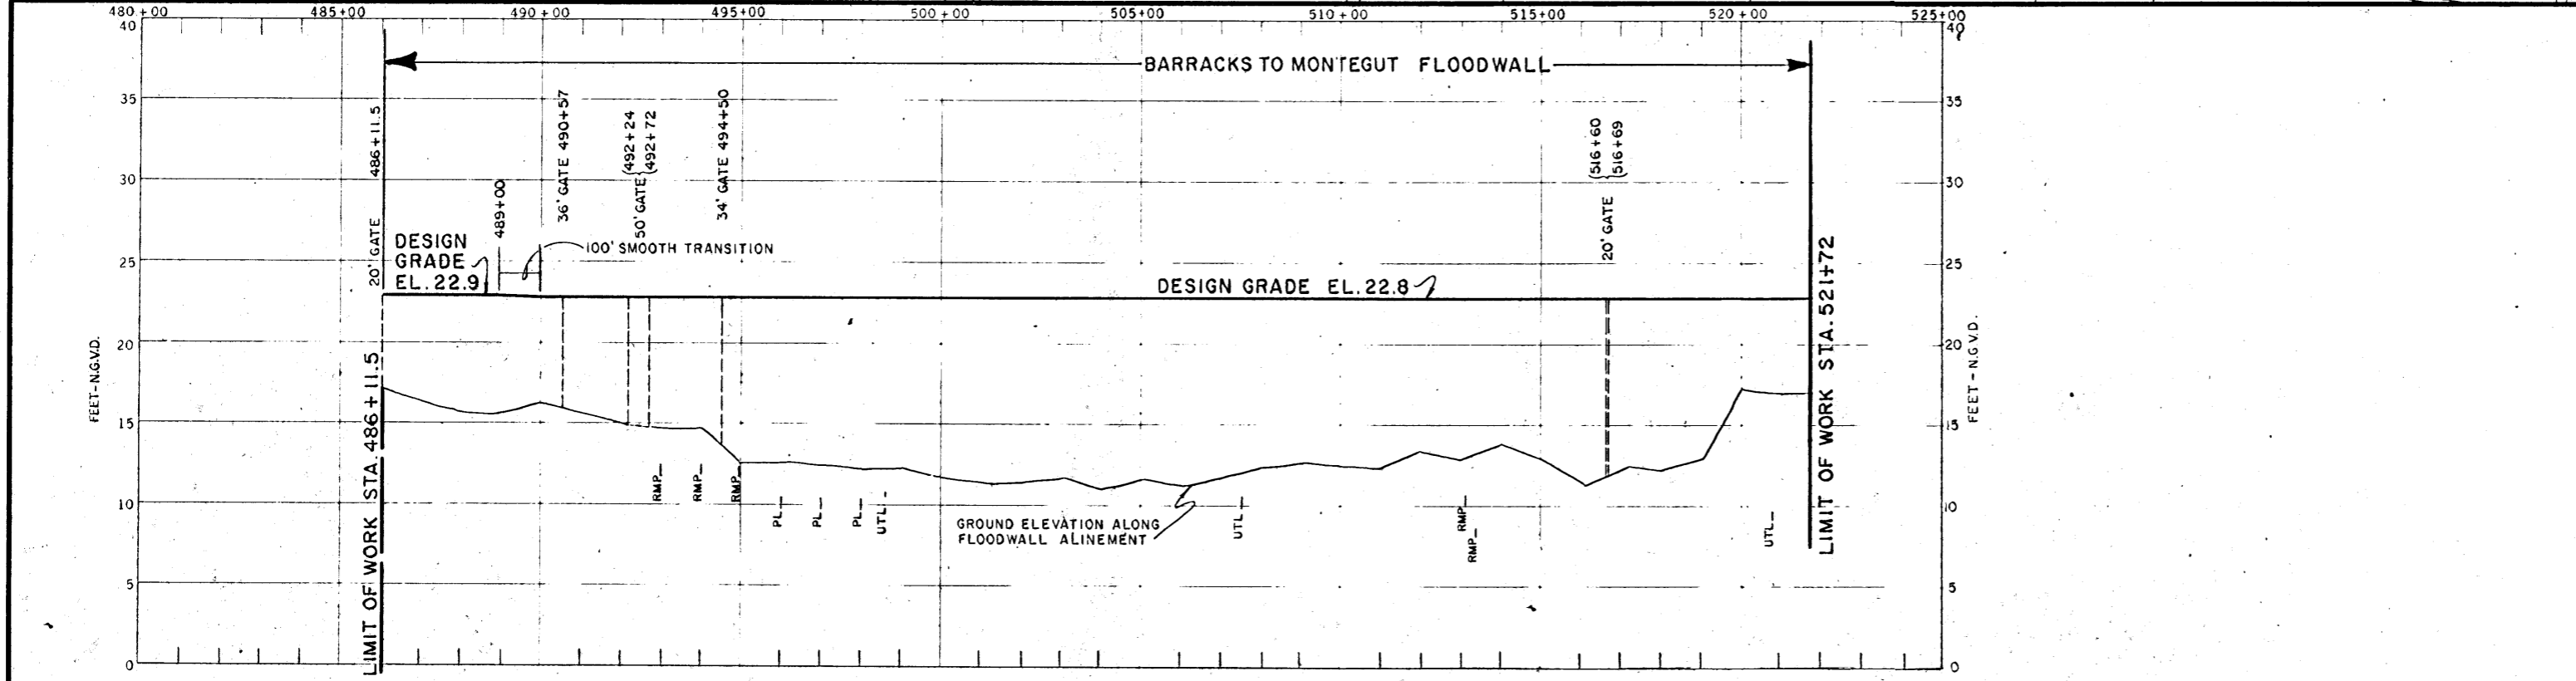 480+00 485+00 490+00 495+00 500+00 505+00 510+00 515+00 520+00 525+00
40 40
BARRACKS TO MONTEGUT FLOODWALL
35 35
30 30
25 25
20 20
15 15
10 10
5 5
0 0
FEET-N.G.V.D.
20' GATE 486+11.5
LIMIT OF WORK STA. 486+11.5
DESIGN
GRADE
EL. 22.9
489+00
100' SMOOTH TRANSITION
36' GATE 490+57
50' GATE {492+24
{492+72
34' GATE 494+50
DESIGN GRADE EL. 22.8
20' GATE {516+60
{516+69
LIMIT OF WORK STA. 521+72
FEET-N.G.V.D.
RMP
RMP
RMP
PL
PL
PL
UTL
GROUND ELEVATION ALONG
FLOODWALL ALINEMENT
UTL
RMP
RMP
UTL